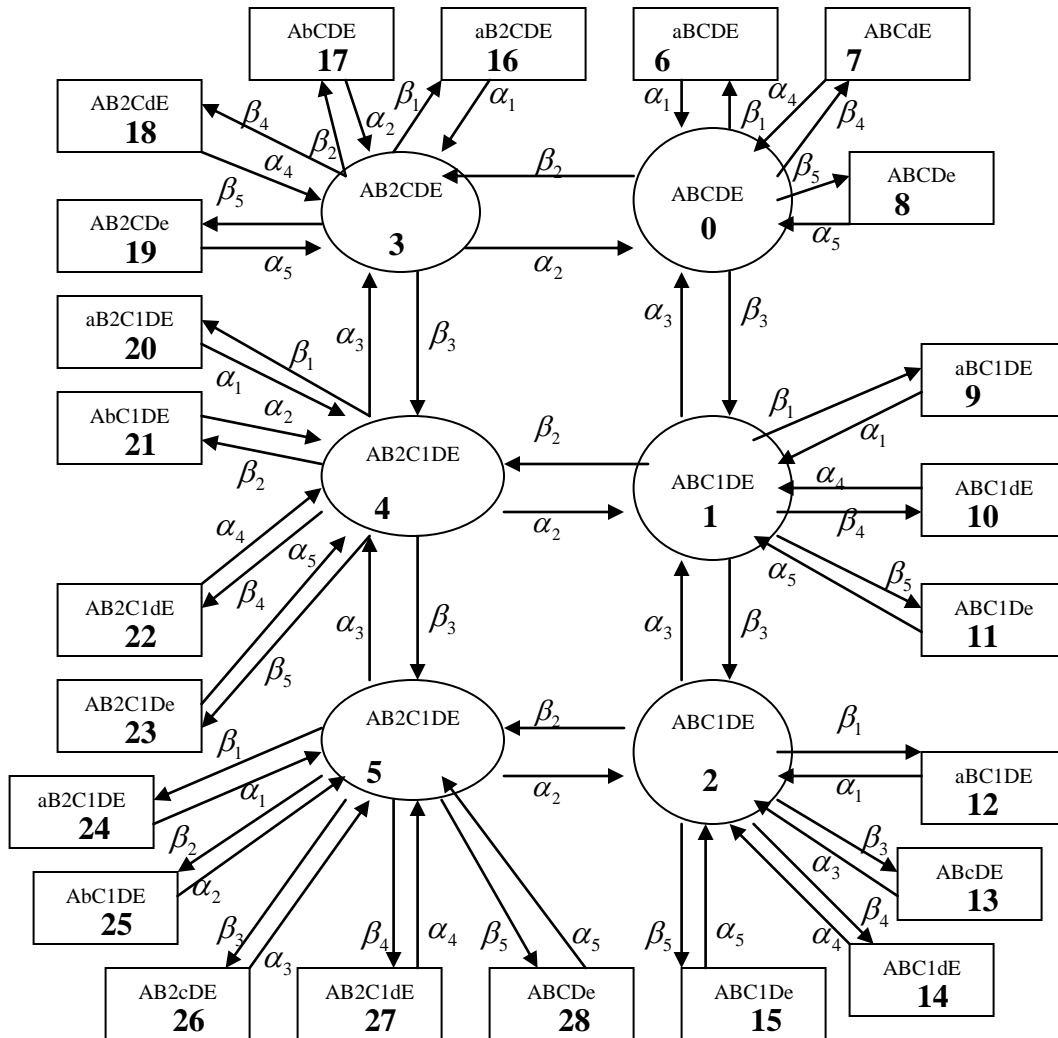 AbCDE
17
aB2CDE
16
aBCDE
6
ABCdE
7
AB2CdE
18
β4
β2
α2
β1
α1
α1
β1
α4
β4
α4
β5
AB2CDE
3
β2
ABCDE
0
β5
ABCDe
8
AB2CDe
19
α5
α2
α5
aB2C1DE
20
α3
β3
α3
β3
β1
α1
aBC1DE
9
AbC1DE
21
α2
β2
AB2C1DE
4
β2
ABC1DE
1
β1
α1
α4
β4
ABC1dE
10
α4
α5
α2
AB2C1dE
22
β4
α5
β5
ABC1De
11
AB2C1De
23
β5
α3
β3
α3
β3
β1
α1
AB2C1DE
5
β2
α2
ABC1DE
2
β1
α1
aBC1DE
12
aB2C1DE
24
β2
α2
AbC1DE
25
β3
α3
ABcDE
13
β3
α3
β4
α4
β5
α5
β5
α5
β4
α4
AB2cDE
26
AB2C1dE
27
ABCDe
28
ABC1De
15
ABC1dE
14